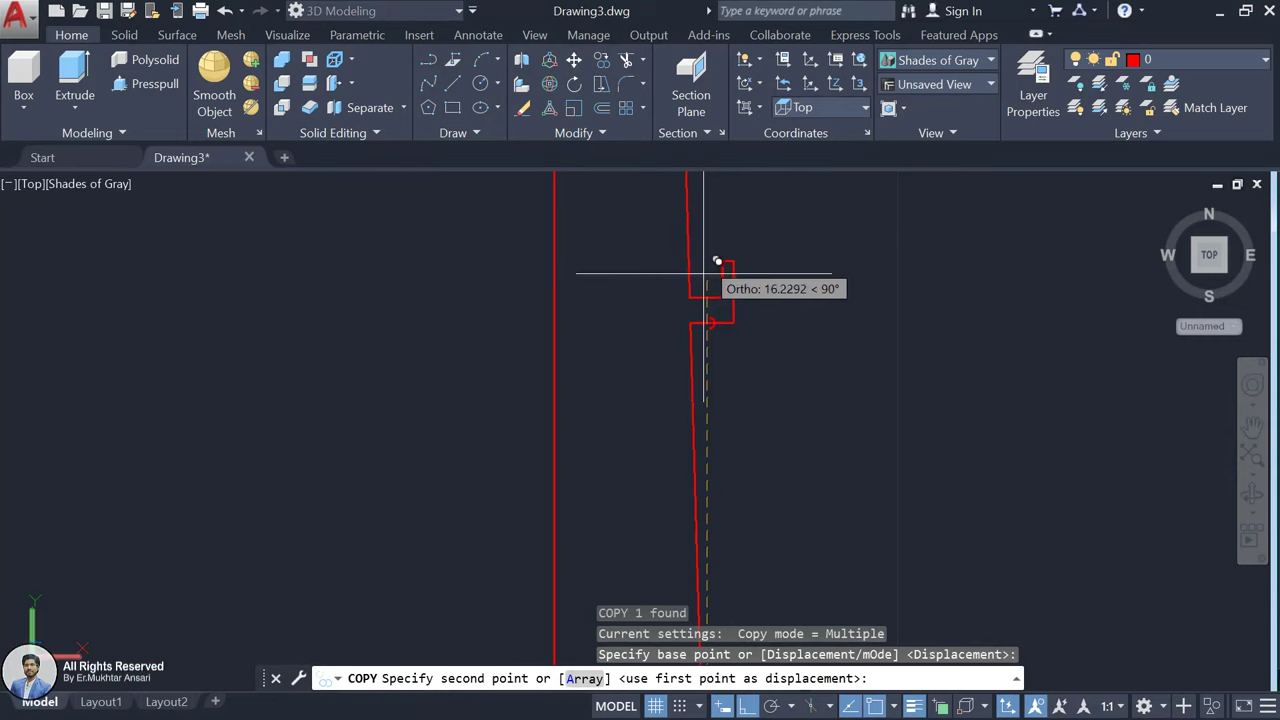 3D Modeling
Drawing3.dwg
Type a keyword or phrase
Sign In
Home
Solid
Surface
Mesh
Visualize
Parametric
Insert
Annotate
View
Manage
Output
Add-ins
Collaborate
Express Tools
Featured Apps
Box
Extrude
Polysolid
Presspull
Smooth
Object
Separate
Section
Plane
Top
Shades of Gray
Unsaved View
Layer
Properties
0
Match Layer
Modeling
Mesh
Solid Editing
Draw
Modify
Section
Coordinates
View
Layers
Start
Drawing3*
[−][Top][Shades of Gray]
N
W
TOP
E
S
Unnamed
Ortho: 16.2292 < 90°
Y
X
COPY 1 found
Current settings:  Copy mode = Multiple
Specify base point or [Displacement/mOde] <Displacement>:
COPY Specify second point or [Array] <use first point as displacement>:
All Rights Reserved
By Er.Mukhtar Ansari
Model
Layout1
Layout2
MODEL
1:1